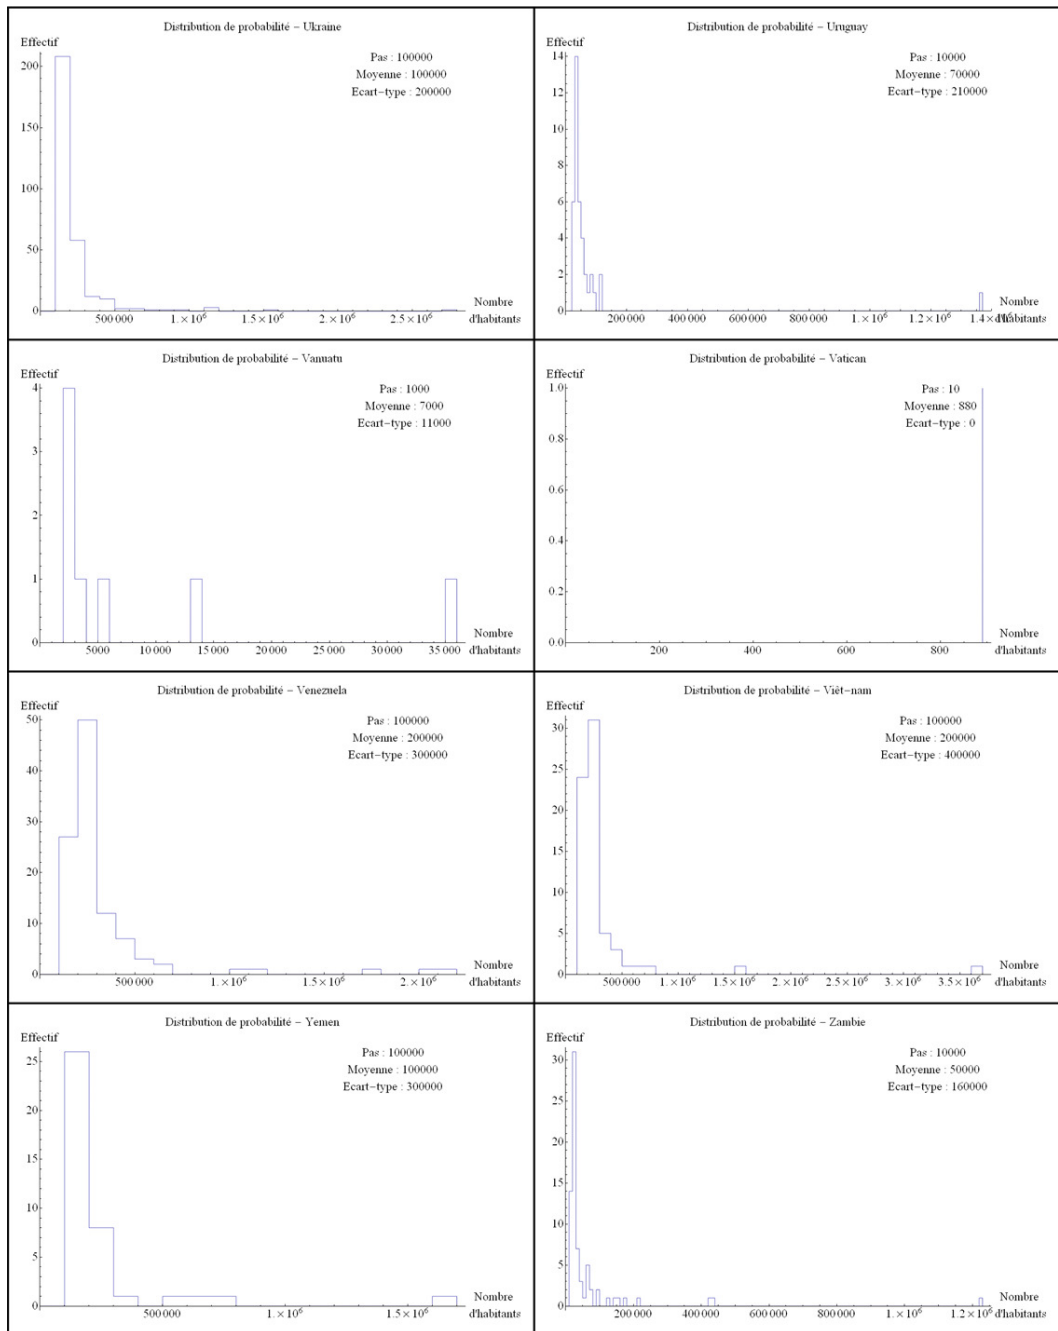 Distribution de probabilité − Ukraine
Effectif
Pas : 100000
Moyenne : 100000
Ecart−type : 200000
200
150
100
50
0
500 000
1. × 10⁶
1.5 × 10⁶
2. × 10⁶
2.5 × 10⁶
Nombre
d'habitants
Distribution de probabilité − Uruguay
Effectif
Pas : 10000
Moyenne : 70000
Ecart−type : 210000
14
12
10
8
6
4
2
0
200 000
400 000
600 000
800 000
1. × 10⁶
1.2 × 10⁶
1.4 × 10⁶
Nombre
d'habitants
Distribution de probabilité − Vanuatu
Effectif
Pas : 1000
Moyenne : 7000
Ecart−type : 11000
4
3
2
1
0
5000
10 000
15 000
20 000
25 000
30 000
35 000
Nombre
d'habitants
Distribution de probabilité − Vatican
Effectif
Pas : 10
Moyenne : 880
Ecart−type : 0
1.0
0.8
0.6
0.4
0.2
0.0
200
400
600
800
Nombre
d'habitants
Distribution de probabilité − Venezuela
Effectif
Pas : 100000
Moyenne : 200000
Ecart−type : 300000
50
40
30
20
10
0
500 000
1. × 10⁶
1.5 × 10⁶
2. × 10⁶
Nombre
d'habitants
Distribution de probabilité − Viêt−nam
Effectif
Pas : 100000
Moyenne : 200000
Ecart−type : 400000
30
25
20
15
10
5
0
500 000
1. × 10⁶
1.5 × 10⁶
2. × 10⁶
2.5 × 10⁶
3. × 10⁶
3.5 × 10⁶
Nombre
d'habitants
Distribution de probabilité − Yemen
Effectif
Pas : 100000
Moyenne : 100000
Ecart−type : 300000
25
20
15
10
5
0
500 000
1. × 10⁶
1.5 × 10⁶
Nombre
d'habitants
Distribution de probabilité − Zambie
Effectif
Pas : 10000
Moyenne : 50000
Ecart−type : 160000
30
25
20
15
10
5
0
200 000
400 000
600 000
800 000
1. × 10⁶
1.2 × 10⁶
Nombre
d'habitants